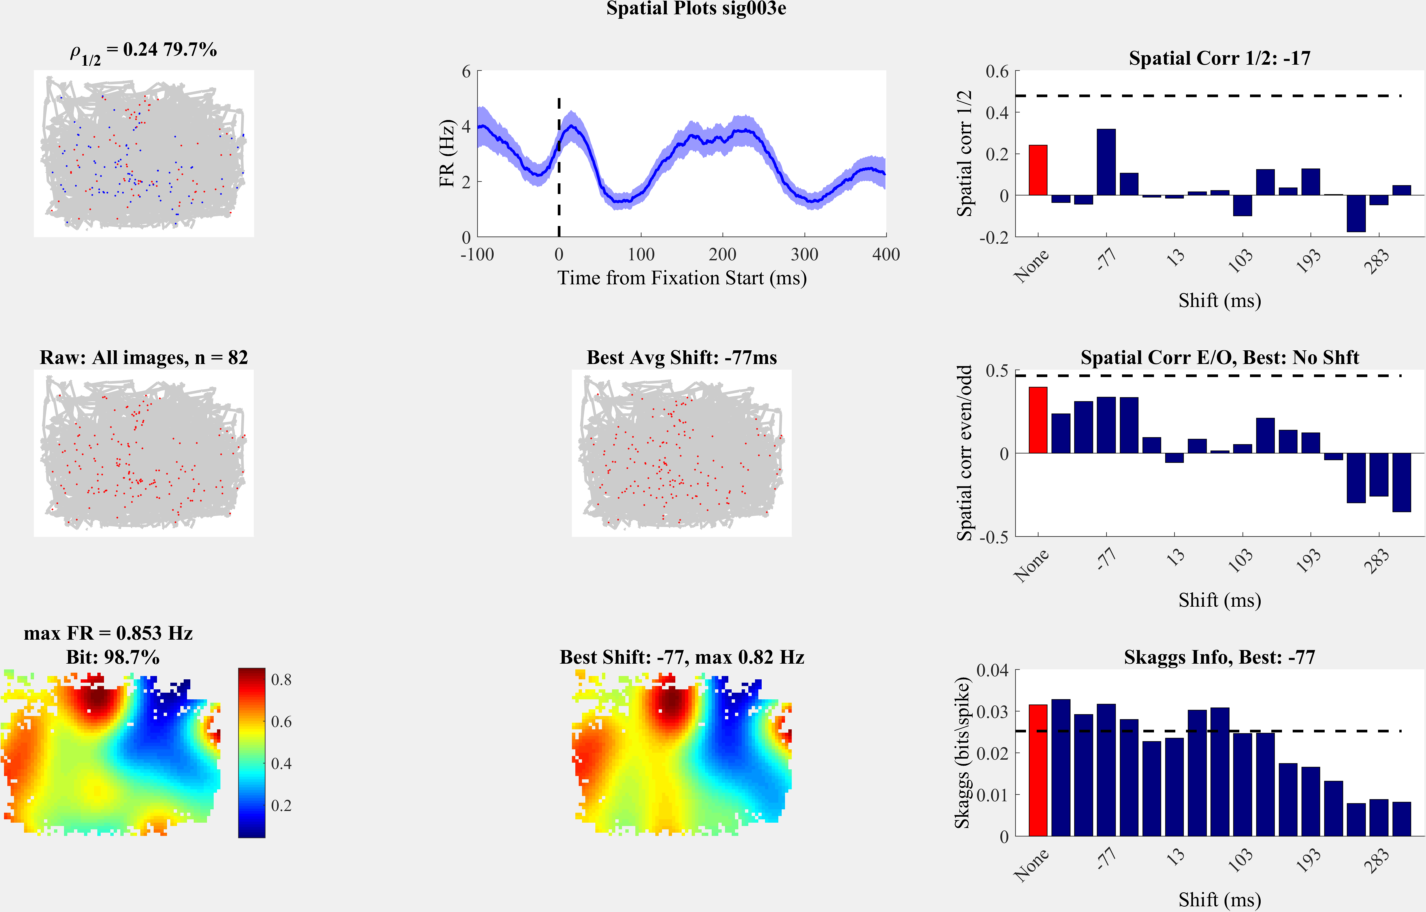 Spatial Plots sig003e
ρ1/2 = 0.24 79.7%
6
4
2
0
FR (Hz)
-100
0
100
200
300
400
Time from Fixation Start (ms)
Spatial Corr 1/2: -17
0.6
0.4
0.2
0
-0.2
Spatial corr 1/2
None
-77
13
103
193
283
Shift (ms)
Raw: All images, n = 82
Best Avg Shift: -77ms
Spatial Corr E/O, Best: No Shft
0.5
0
-0.5
Spatial corr even/odd
None
-77
13
103
193
283
Shift (ms)
max FR = 0.853 Hz
Bit: 98.7%
0.8
0.6
0.4
0.2
Best Shift: -77, max 0.82 Hz
Skaggs Info, Best: -77
0.04
0.03
0.02
0.01
0
Skaggs (bits\spike)
None
-77
13
103
193
283
Shift (ms)